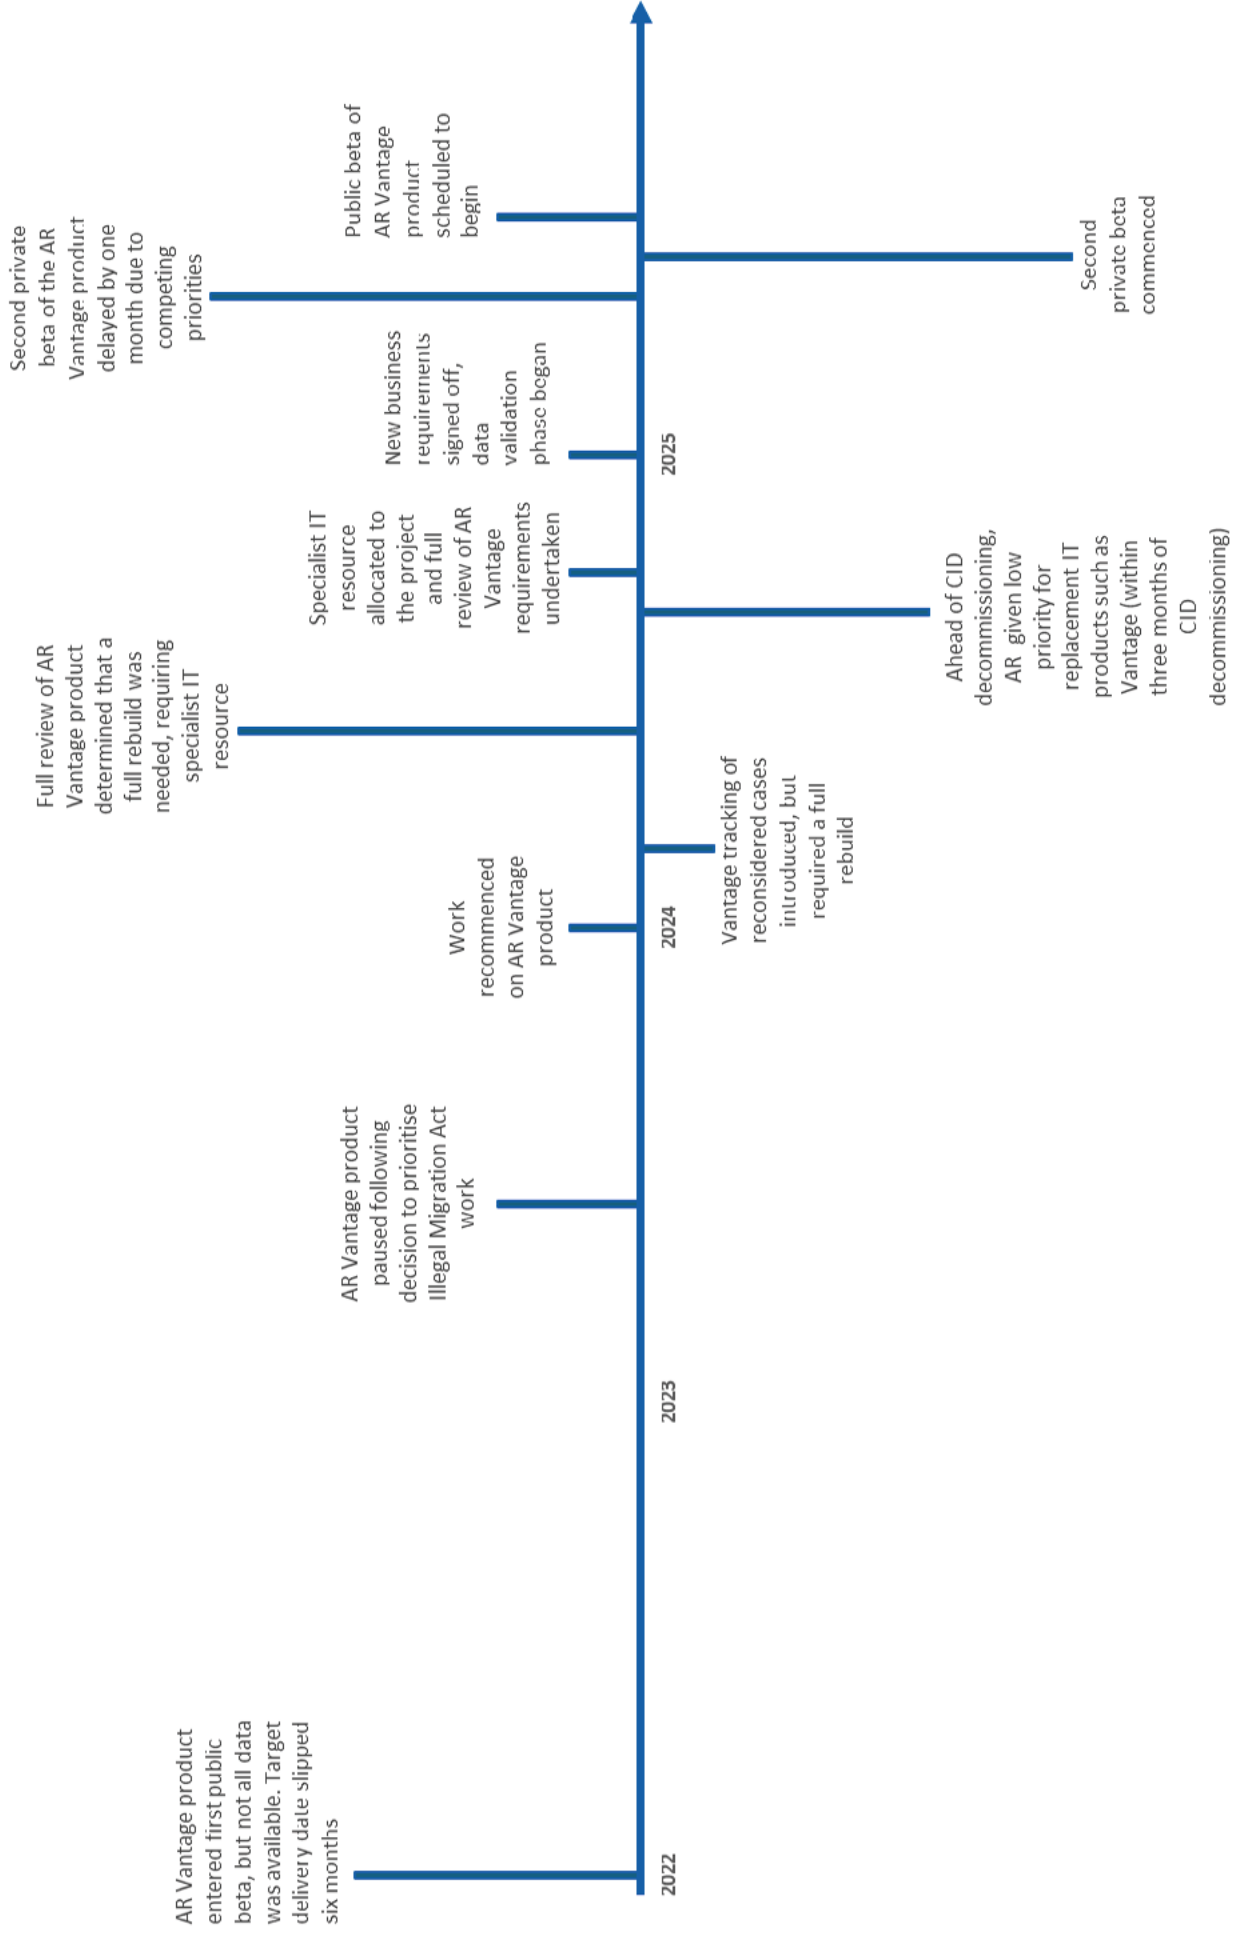 AR Vantage product
entered first public
beta, but not all data
was available. Target
delivery date slipped
six months
AR Vantage product
paused following
decision to prioritise
Illegal Migration Act
work
Work
recommenced
on AR Vantage
product
Full review of AR
Vantage product
determined that a
full rebuild was
needed, requiring
specialist IT
resource
Specialist IT
resource
allocated to
the project
and full
review of AR
Vantage
requirements
undertaken
New business
requirements
signed off,
data
validation
phase began
Second private
beta of the AR
Vantage product
delayed by one
month due to
competing
priorities
Public beta of
AR Vantage
product
scheduled to
begin
2022
2023
2024
2025
Vantage tracking of
reconsidered cases
introduced, but
required a full
rebuild
Ahead of CID
decommissioning,
AR given low
priority for
replacement IT
products such as
Vantage (within
three months of
CID
decommissioning)
Second
private beta
commenced